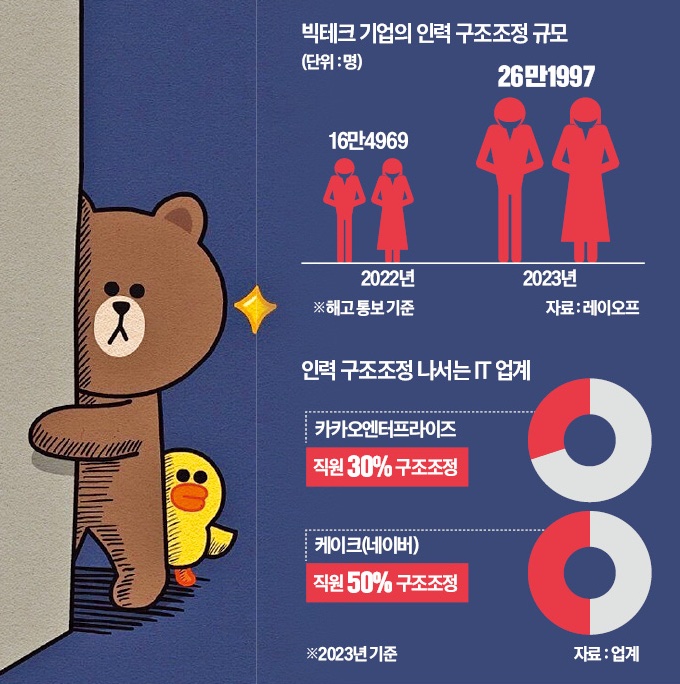 빅테크 기업의 인력 구조조정 규모
(단위 : 명)
26만1997
16만4969
2022년
2023년
※해고 통보 기준
자료 : 레이오프
인력 구조조정 나서는 IT 업계
카카오엔터프라이즈
직원 30% 구조조정
케이크(네이버)
직원 50% 구조조정
※2023년 기준
자료 : 업계